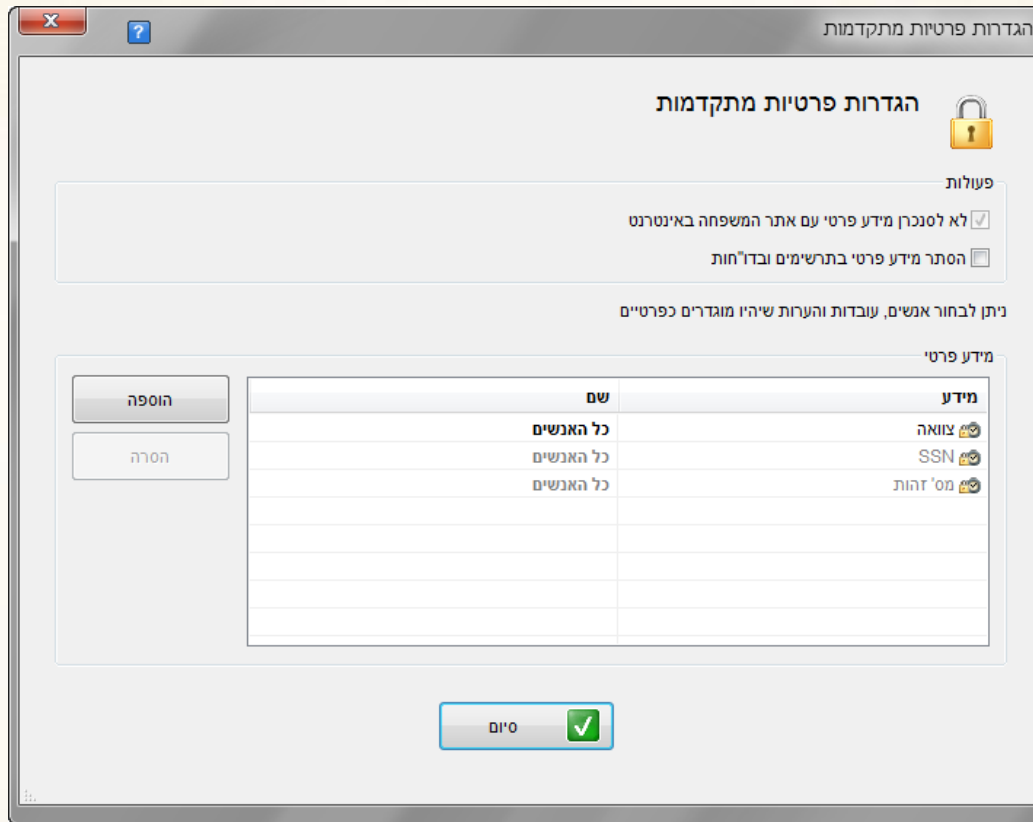 הגדרות פרטיות מתקדמות
?
הגדרות פרטיות מתקדמות
פעולות
לא לסנכרן מידע פרטי עם אתר המשפחה באינטרנט
הסתר מידע פרטי בתרשימים ובדו"חות
ניתן לבחור אנשים, עובדות והערות שיהיו מוגדרים כפרטיים
מידע פרטי
מידע שם
צוואה כל האנשים
SSN כל האנשים
מס' זהות כל האנשים
הוספה
הסרה
סיום